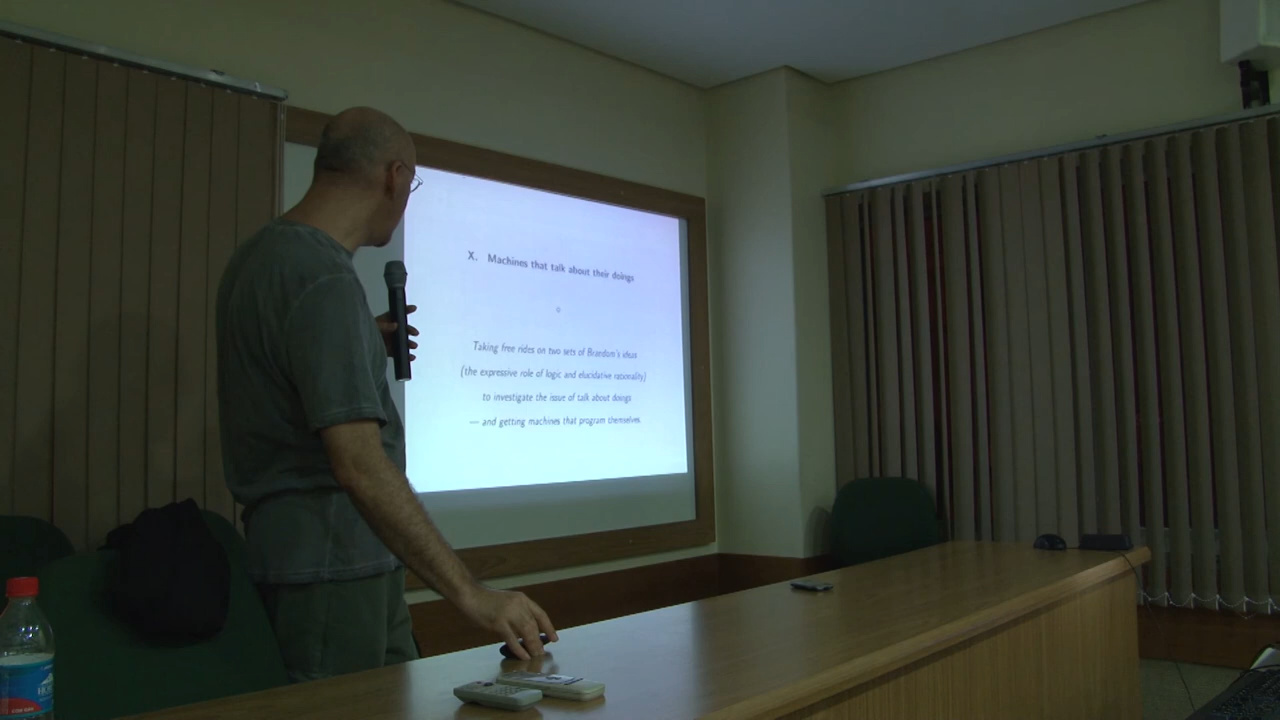 X. Machines that talk about their doings
Taking free rides on two sets of Brandom's ideas
(the expressive role of logic and elucidative rationality)
to investigate the issue of talk about doings
— and getting machines that program themselves